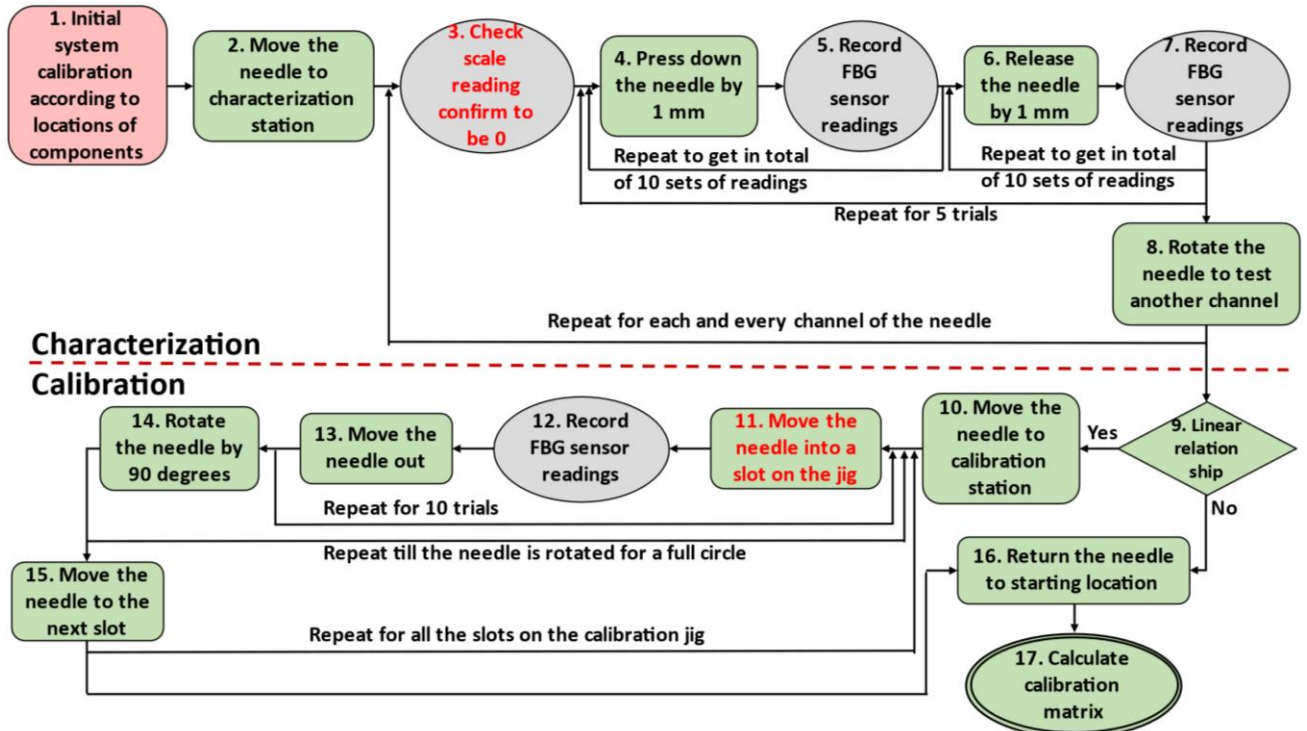 1. Initial
system
calibration
according to
locations of
components
2. Move the
needle to
characterization
station
3. Check
scale
reading
confirm to
be 0
4. Press down
the needle by
1 mm
5. Record
FBG
sensor
readings
6. Release
the needle
by 1 mm
7. Record
FBG
sensor
readings
Repeat to get in total
of 10 sets of readings
Repeat to get in total
of 10 sets of readings
Repeat for 5 trials
8. Rotate the
needle to test
another channel
Repeat for each and every channel of the needle
Characterization
Calibration
9. Linear
relation
ship
Yes
No
10. Move the
needle to
calibration
station
11. Move the
needle into a
slot on the jig
12. Record
FBG sensor
readings
13. Move the
needle out
14. Rotate
the needle by
90 degrees
Repeat for 10 trials
Repeat till the needle is rotated for a full circle
15. Move the
needle to the
next slot
Repeat for all the slots on the calibration jig
16. Return the needle
to starting location
17. Calculate
calibration
matrix